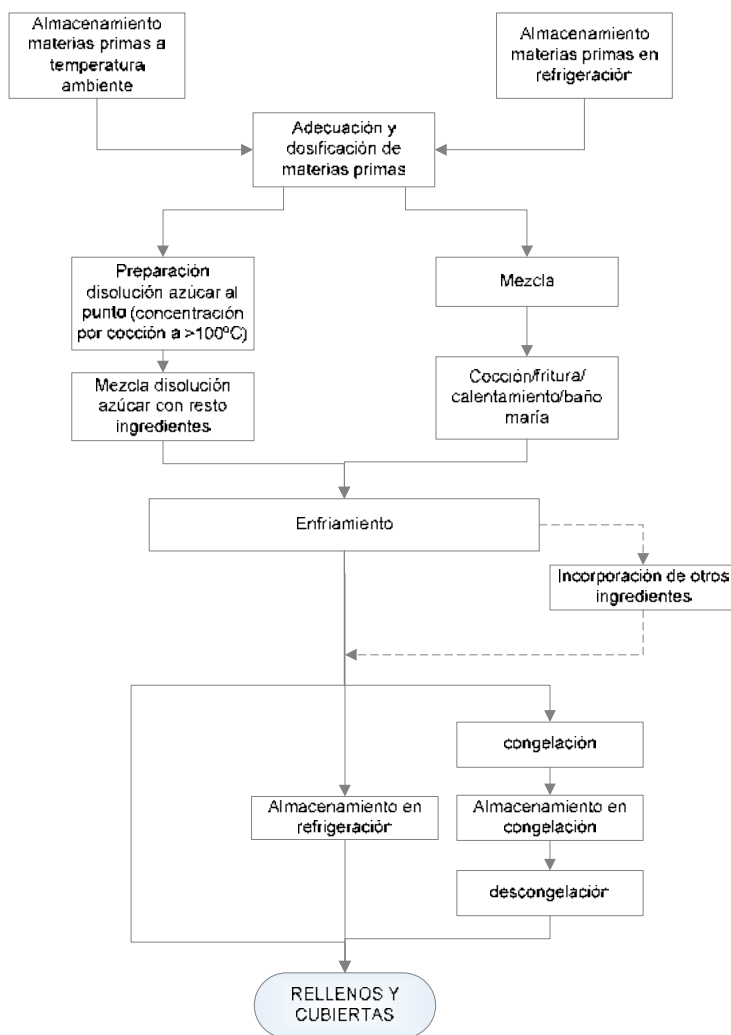 Almacenamiento
materias primas a
temperatura
ambiente
Almacenamiento
materias primas en
refrigeración
Adecuación y
dosificación de
materias primas
Preparación
disolución azúcar al
punto (concentración
por cocción a >100ºC)
Mezcla
Mezcla disolución
azúcar con resto
ingredientes
Cocción/fritura/
calentamiento/baño
maría
Enfriamiento
Incorporación de otros
ingredientes
congelación
Almacenamiento en
refrigeración
Almacenamiento en
congelación
descongelación
RELLENOS Y
CUBIERTAS